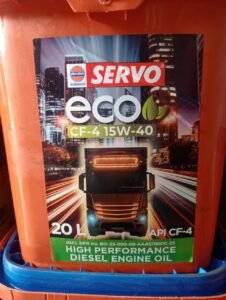 SERVO
eco
CF-4 15W-40
20 L
API CF-4
HIGH PERFORMANCE
DIESEL ENGINE OIL